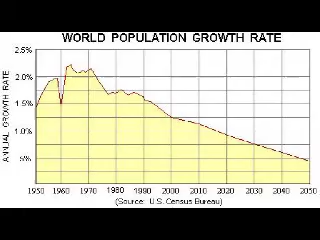 WORLD POPULATION GROWTH RATE
ANNUAL GROWTH RATE
2.5%
2.0%
1.5%
1.0%
.5%
1950 1960 1970 1980 1990 2000 2010 2020 2030 2040 2050
(Source: U.S. Census Bureau)